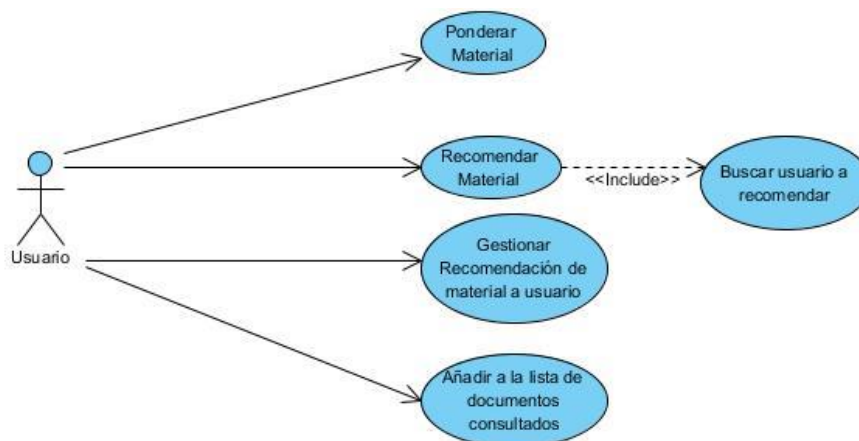 Ponderar
Material
Recomendar
Material
<<Include>>
Buscar usuario a
recomendar
Usuario
Gestionar
Recomendación de
material a usuario
Añadir a la lista de
documentos
consultados